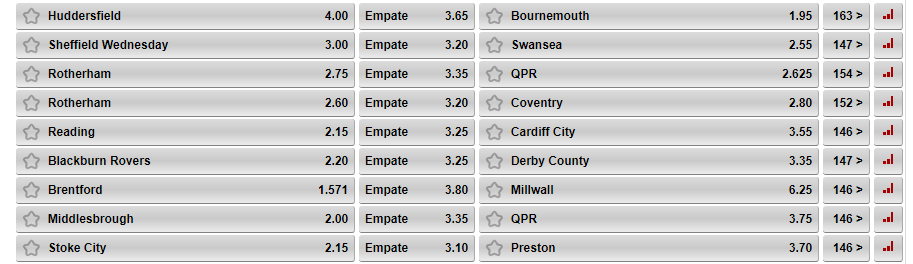 Huddersfield 4.00 Empate 3.65 Bournemouth 1.95 163 >
Sheffield Wednesday 3.00 Empate 3.20 Swansea 2.55 147 >
Rotherham 2.75 Empate 3.35 QPR 2.625 154 >
Rotherham 2.60 Empate 3.20 Coventry 2.80 152 >
Reading 2.15 Empate 3.25 Cardiff City 3.55 146 >
Blackburn Rovers 2.20 Empate 3.25 Derby County 3.35 147 >
Brentford 1.571 Empate 3.80 Millwall 6.25 146 >
Middlesbrough 2.00 Empate 3.35 QPR 3.75 146 >
Stoke City 2.15 Empate 3.10 Preston 3.70 146 >